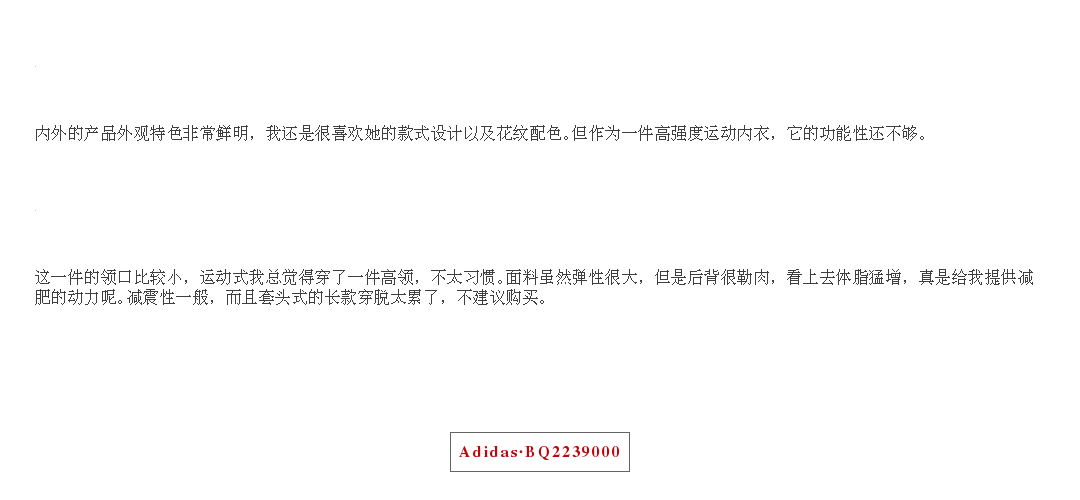 内外的产品外观特色非常鲜明，我还是很喜欢她的款式设计以及花纹配色。但作为一件高强度运动内衣，它的功能性还不够。
这一件的领口比较小，运动式我总觉得穿了一件高领，不太习惯。面料虽然弹性很大，但是后背很勒肉，看上去体脂猛增，真是给我提供减
肥的动力呢。减震性一般，而且套头式的长款穿脱太累了，不建议购买。
Adidas·BQ2239000